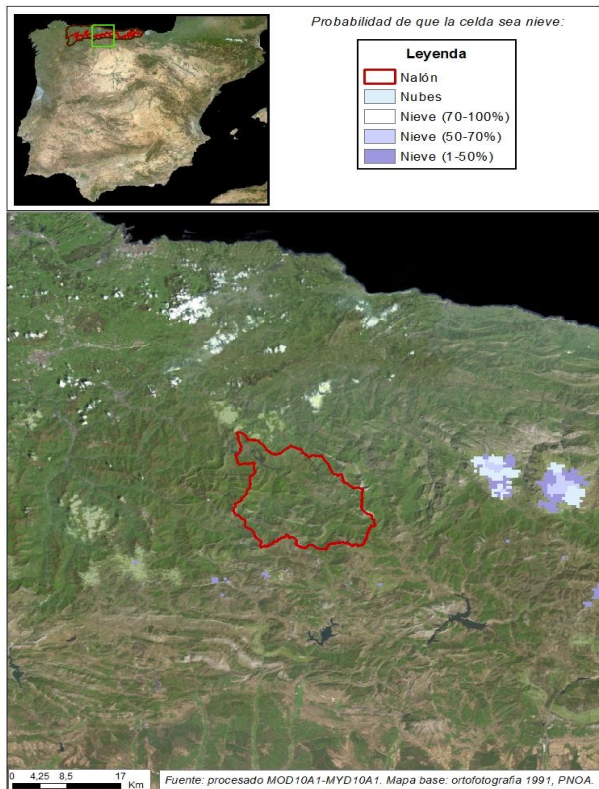 Probabilidad de que la celda sea nieve:
Leyenda
Nalón
Nubes
Nieve (70-100%)
Nieve (50-70%)
Nieve (1-50%)
0 4,25 8,5 17
Km
Fuente: procesado MOD10A1-MYD10A1. Mapa base: ortofotografia 1991, PNOA.